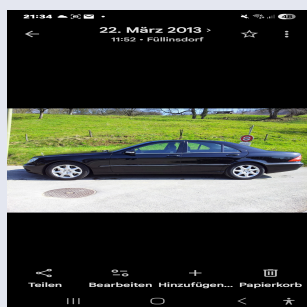 21:34
22. März 2013 >
11:52 • Füllinsdorf
Teilen Bearbeiten Hinzufügen... Papierkorb